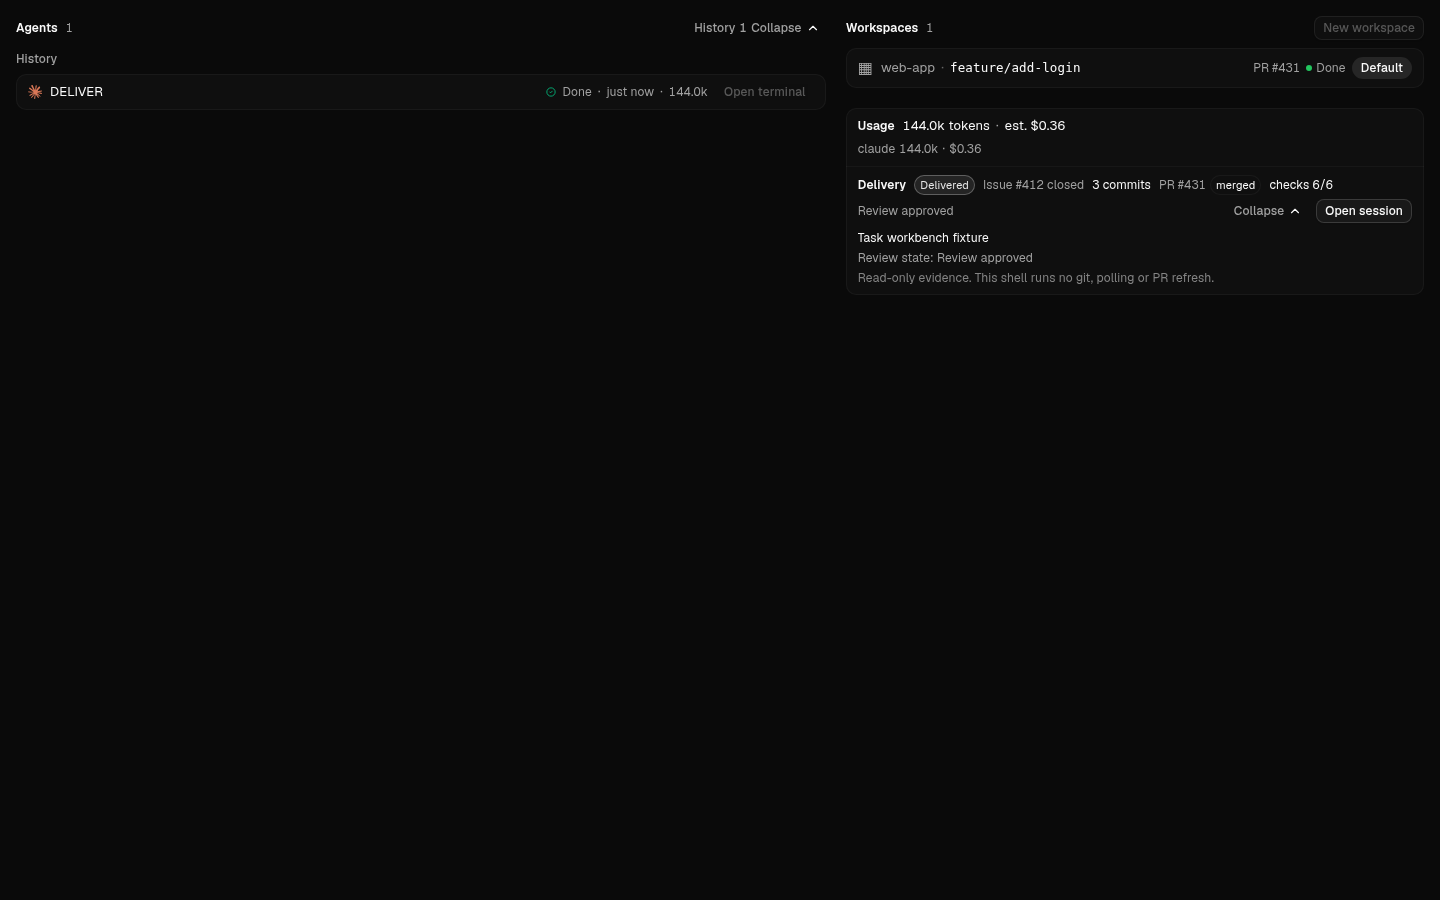 Agents 1
History 1 Collapse
History
DELIVER
Done · just now · 144.0k
Open terminal
Workspaces 1
New workspace
web-app · feature/add-login
PR #431 Done Default
Usage 144.0k tokens · est. $0.36
claude 144.0k · $0.36
Delivery Delivered Issue #412 closed 3 commits PR #431 merged checks 6/6
Review approved
Collapse
Open session
Task workbench fixture
Review state: Review approved
Read-only evidence. This shell runs no git, polling or PR refresh.